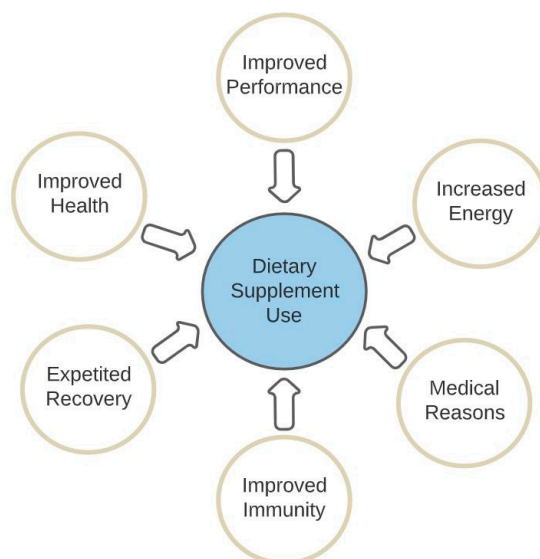 Improved
Performance
Improved
Health
Increased
Energy
Dietary
Supplement
Use
Expetited
Recovery
Medical
Reasons
Improved
Immunity